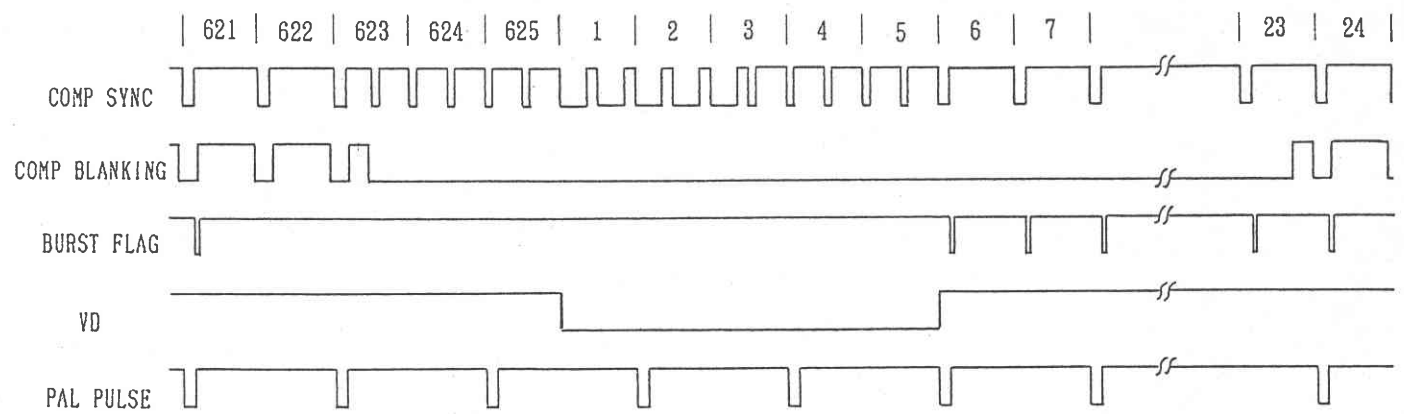 621 622 623 624 625 1 2 3 4 5 6 7 23 24
COMP SYNC
COMP BLANKING
BURST FLAG
VD
PAL PULSE